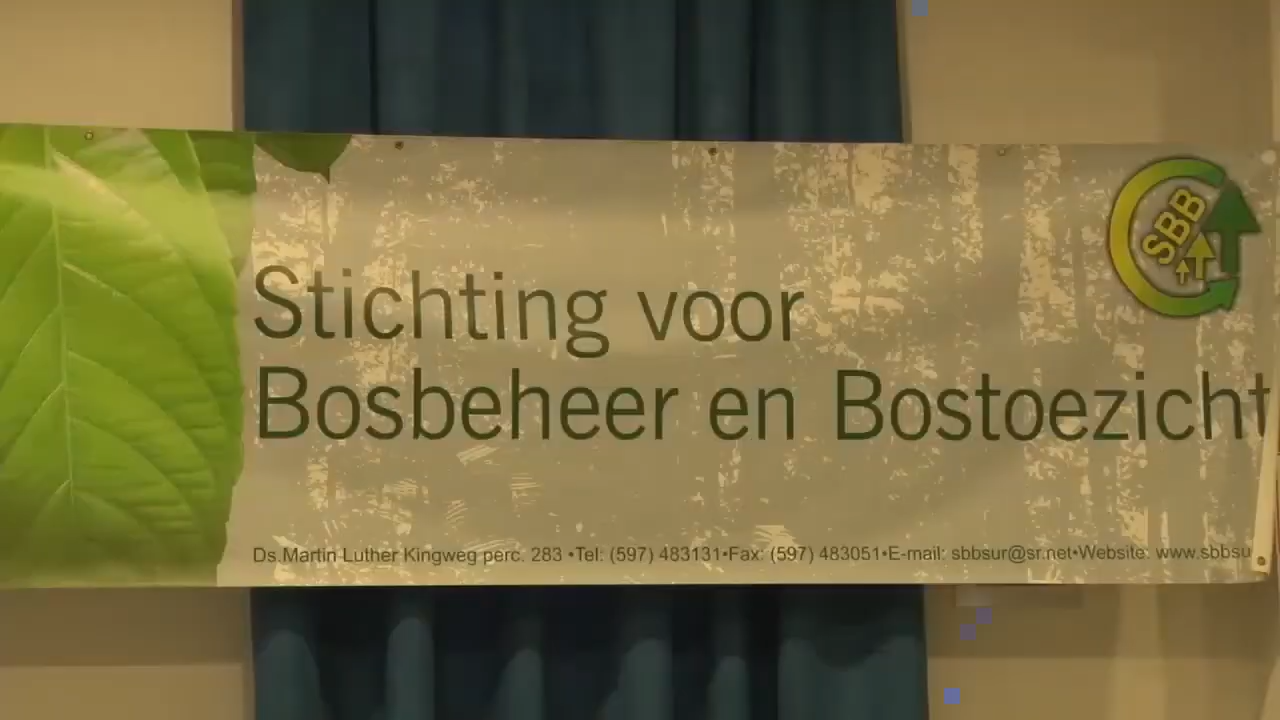 SBB
Stichting voor
Bosbeheer en Bostoezicht
Ds.Martin Luther Kingweg perc. 283 •Tel: (597) 483131•Fax: (597) 483051•E-mail: sbbsur@sr.net•Website: www.sbbsu